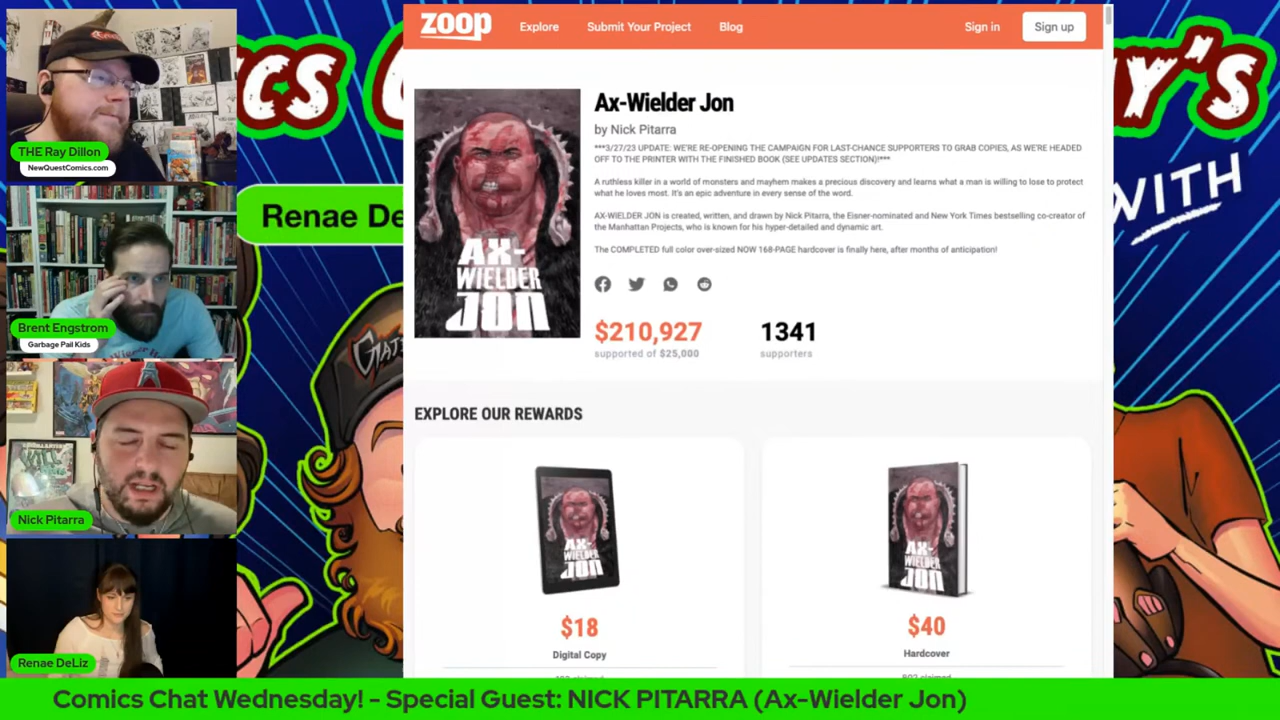 THE Ray Dillon
NewQuestComics.com
Brent Engstrom
Garbage Pail Kids
Nick Pitarra
Renae DeLiz
Renae De
CS
AY'S
WITH
zoop
Explore
Submit Your Project
Blog
Sign in
Sign up
Ax-Wielder Jon
by Nick Pitarra
***3/27/23 UPDATE: WE'RE RE-OPENING THE CAMPAIGN FOR LAST-CHANCE SUPPORTERS TO GRAB COPIES, AS WE'RE HEADED
OFF TO THE PRINTER WITH THE FINISHED BOOK (SEE UPDATES SECTION)!***
A ruthless killer in a world of monsters and mayhem makes a precious discovery and learns what a man is willing to lose to protect
what he loves most. It's an epic adventure in every sense of the word.
AX-WIELDER JON is created, written, and drawn by Nick Pitarra, the Eisner-nominated and New York Times bestselling co-creator of
the Manhattan Projects, who is known for his hyper-detailed and dynamic art.
The COMPLETED full color over-sized NOW 168-PAGE hardcover is finally here, after months of anticipation!
AX-
WIELDER
JON
$210,927
supported of $25,000
1341
supporters
EXPLORE OUR REWARDS
AX-
WIELDER
JON
$18
Digital Copy
AX-
WIELDER
JON
$40
Hardcover
Comics Chat Wednesday! - Special Guest: NICK PITARRA (Ax-Wielder Jon)